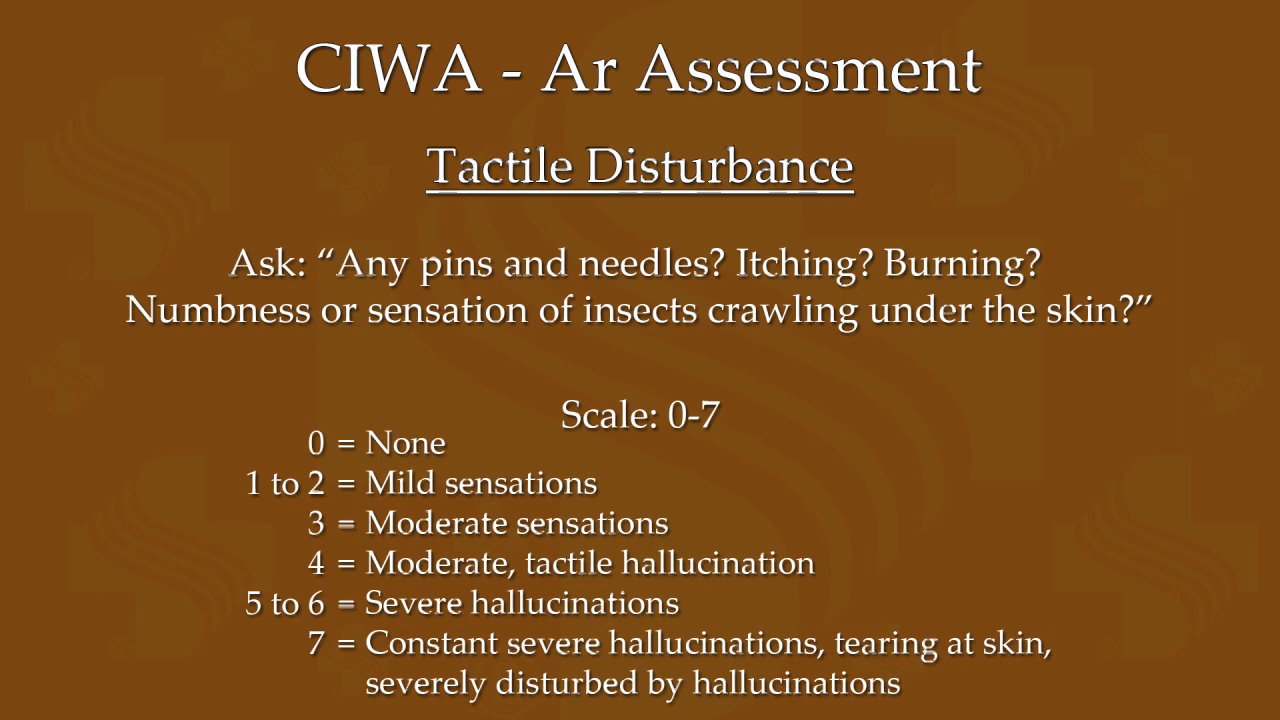 CIWA - Ar Assessment
Tactile Disturbance
Ask: “Any pins and needles? Itching? Burning?
Numbness or sensation of insects crawling under the skin?”
Scale: 0-7
0 = None
1 to 2 = Mild sensations
3 = Moderate sensations
4 = Moderate, tactile hallucination
5 to 6 = Severe hallucinations
7 = Constant severe hallucinations, tearing at skin,
severely disturbed by hallucinations